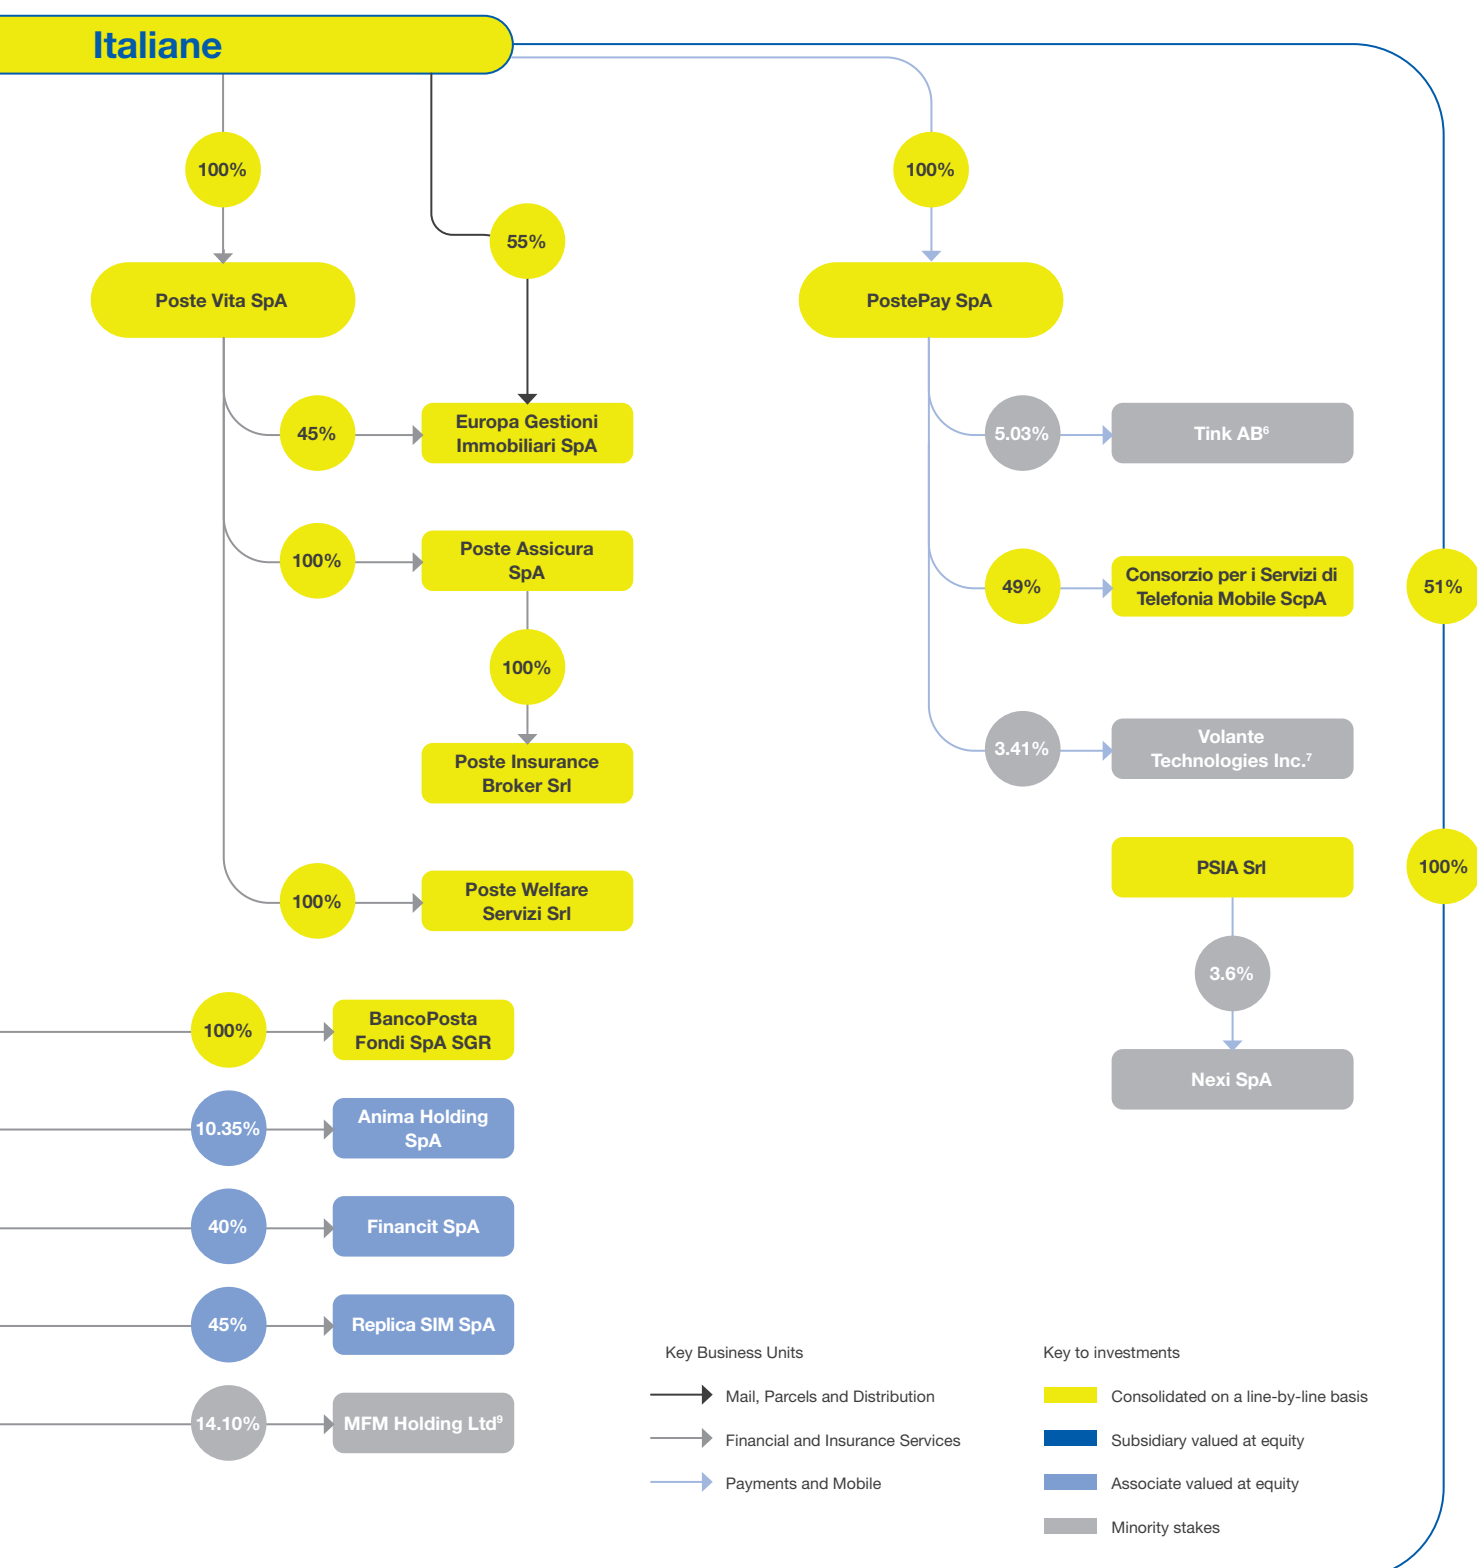 Italiane
100%
55%
100%
Poste Vita SpA
PostePay SpA
45%
Europa Gestioni
Immobiliari SpA
5.03%
Tink AB⁶
100%
Poste Assicura
SpA
49%
Consorzio per i Servizi di
Telefonia Mobile ScpA
51%
100%
Poste Insurance
Broker Srl
3.41%
Volante
Technologies Inc.⁷
PSIA Srl
100%
100%
Poste Welfare
Servizi Srl
3.6%
Nexi SpA
100%
BancoPosta
Fondi SpA SGR
10.35%
Anima Holding
SpA
40%
Financit SpA
45%
Replica SIM SpA
14.10%
MFM Holding Ltd⁹
Key Business Units
Mail, Parcels and Distribution
Financial and Insurance Services
Payments and Mobile
Key to investments
Consolidated on a line-by-line basis
Subsidiary valued at equity
Associate valued at equity
Minority stakes